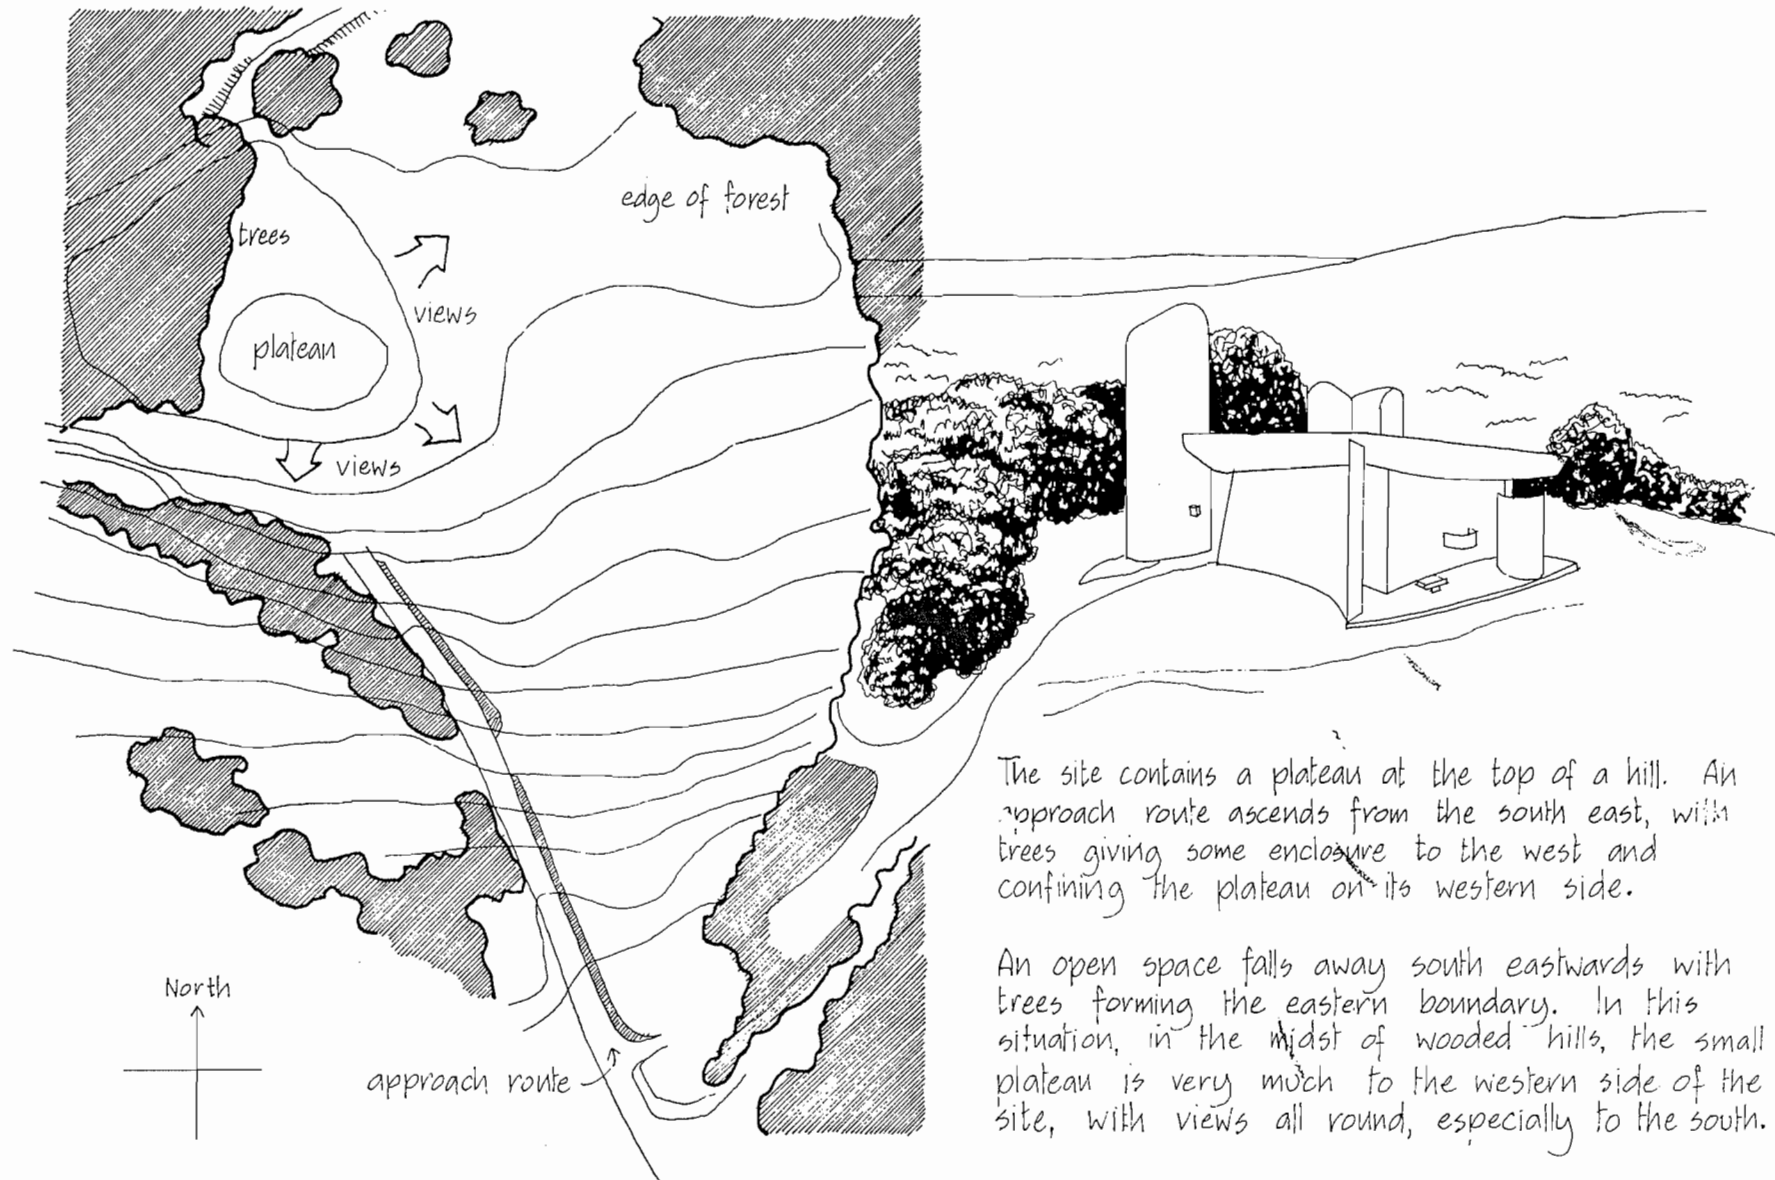 edge of forest
trees
views
plateau
views
North
approach route
The site contains a plateau at the top of a hill. An
approach route ascends from the south east, with
trees giving some enclosure to the west and
confining the plateau on its western side.
An open space falls away south eastwards with
trees forming the eastern boundary. In this
situation, in the midst of wooded hills, the small
plateau is very much to the western side of the
site, with views all round, especially to the south.